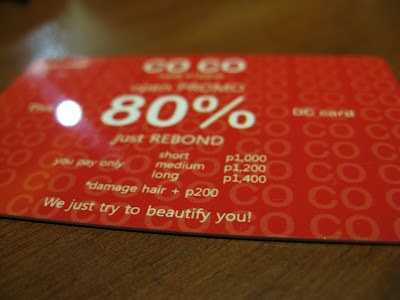 CO CO
open PROMO
This 80% DC card
just REBOND
you pay only short p1,000
medium p1,200
long p1,400
*damage hair + p200
We just try to beautify you!